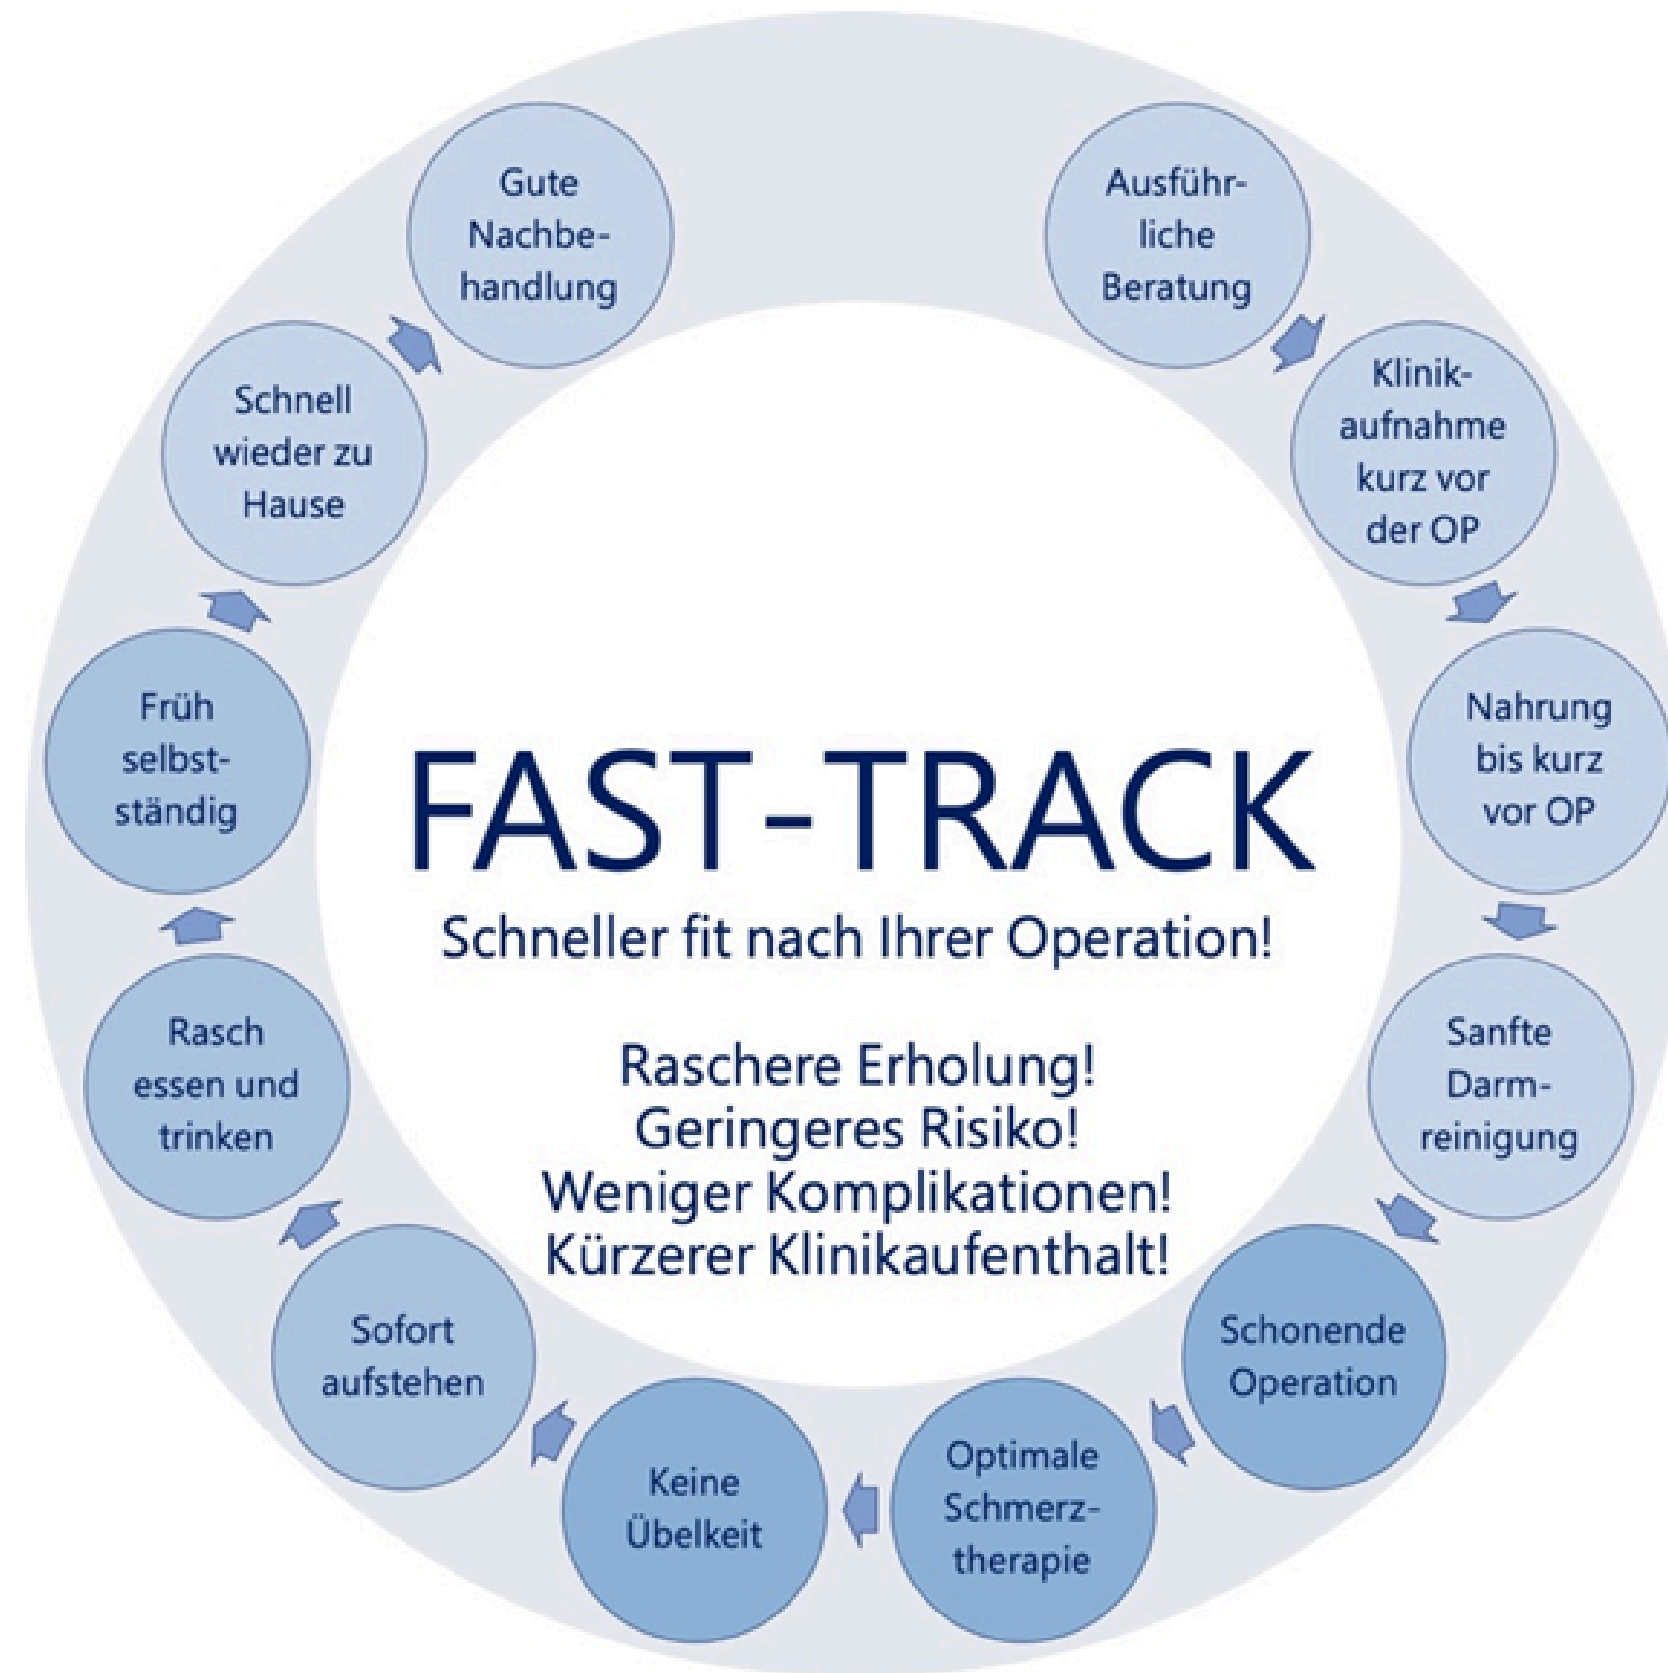 Ausführ-
liche
Beratung
Klinik-
aufnahme
kurz vor
der OP
Nahrung
bis kurz
vor OP
Sanfte
Darm-
reinigung
Schonende
Operation
Optimale
Schmerz-
therapie
Keine
Übelkeit
Sofort
aufstehen
Rasch
essen und
trinken
Früh
selbst-
ständig
Schnell
wieder zu
Hause
Gute
Nachbe-
handlung
FAST-TRACK
Schneller fit nach Ihrer Operation!
Raschere Erholung!
Geringeres Risiko!
Weniger Komplikationen!
Kürzerer Klinikaufenthalt!